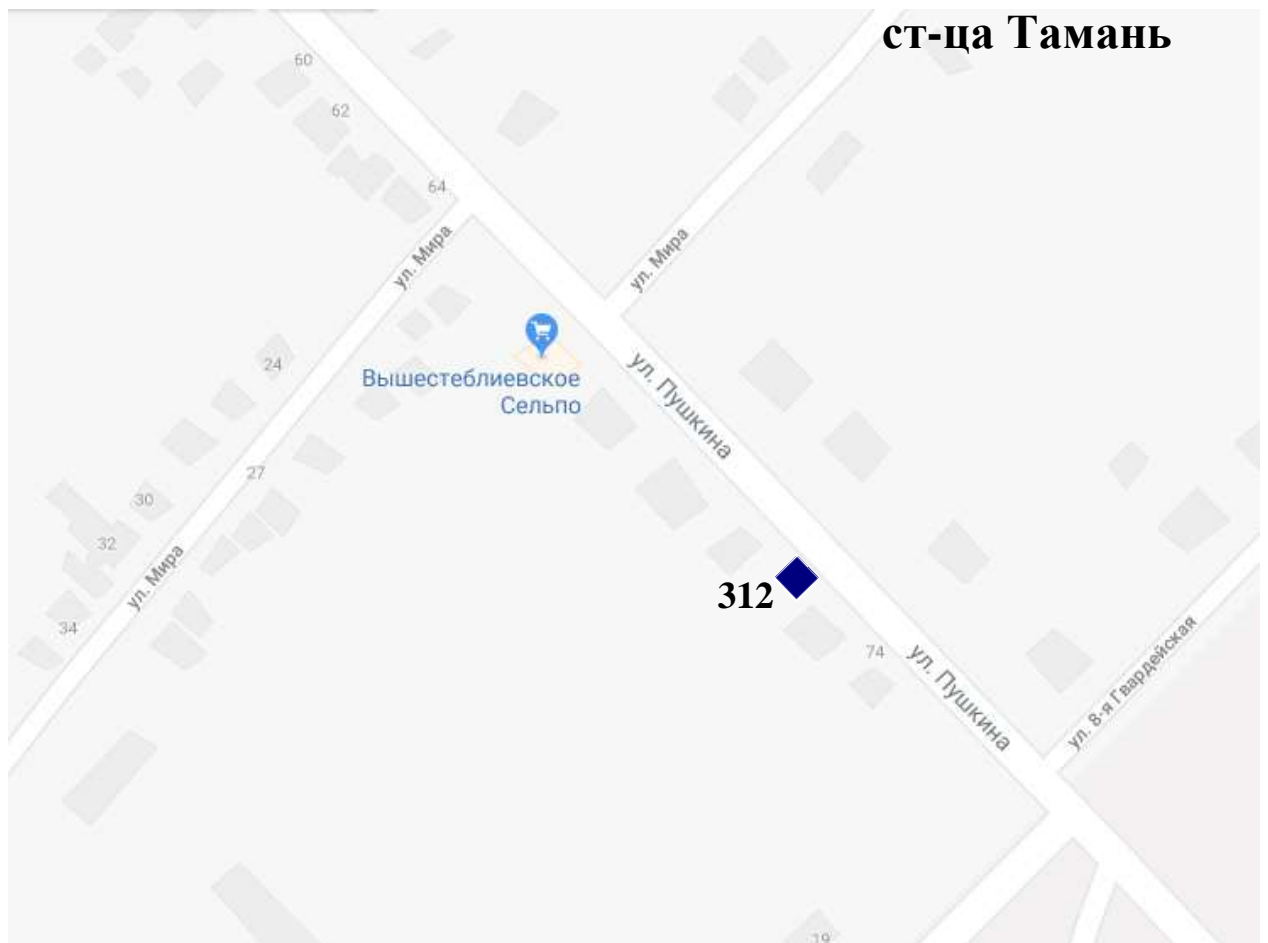 ст-ца Тамань
60
62
64
ул. Мира
ул. Мира
24
Вышестеблиевское
Сельпо
ул. Пушкина
27
30
32
ул. Мира
312
34
74
ул. Пушкина
ул. 8-я Гвардейская
19